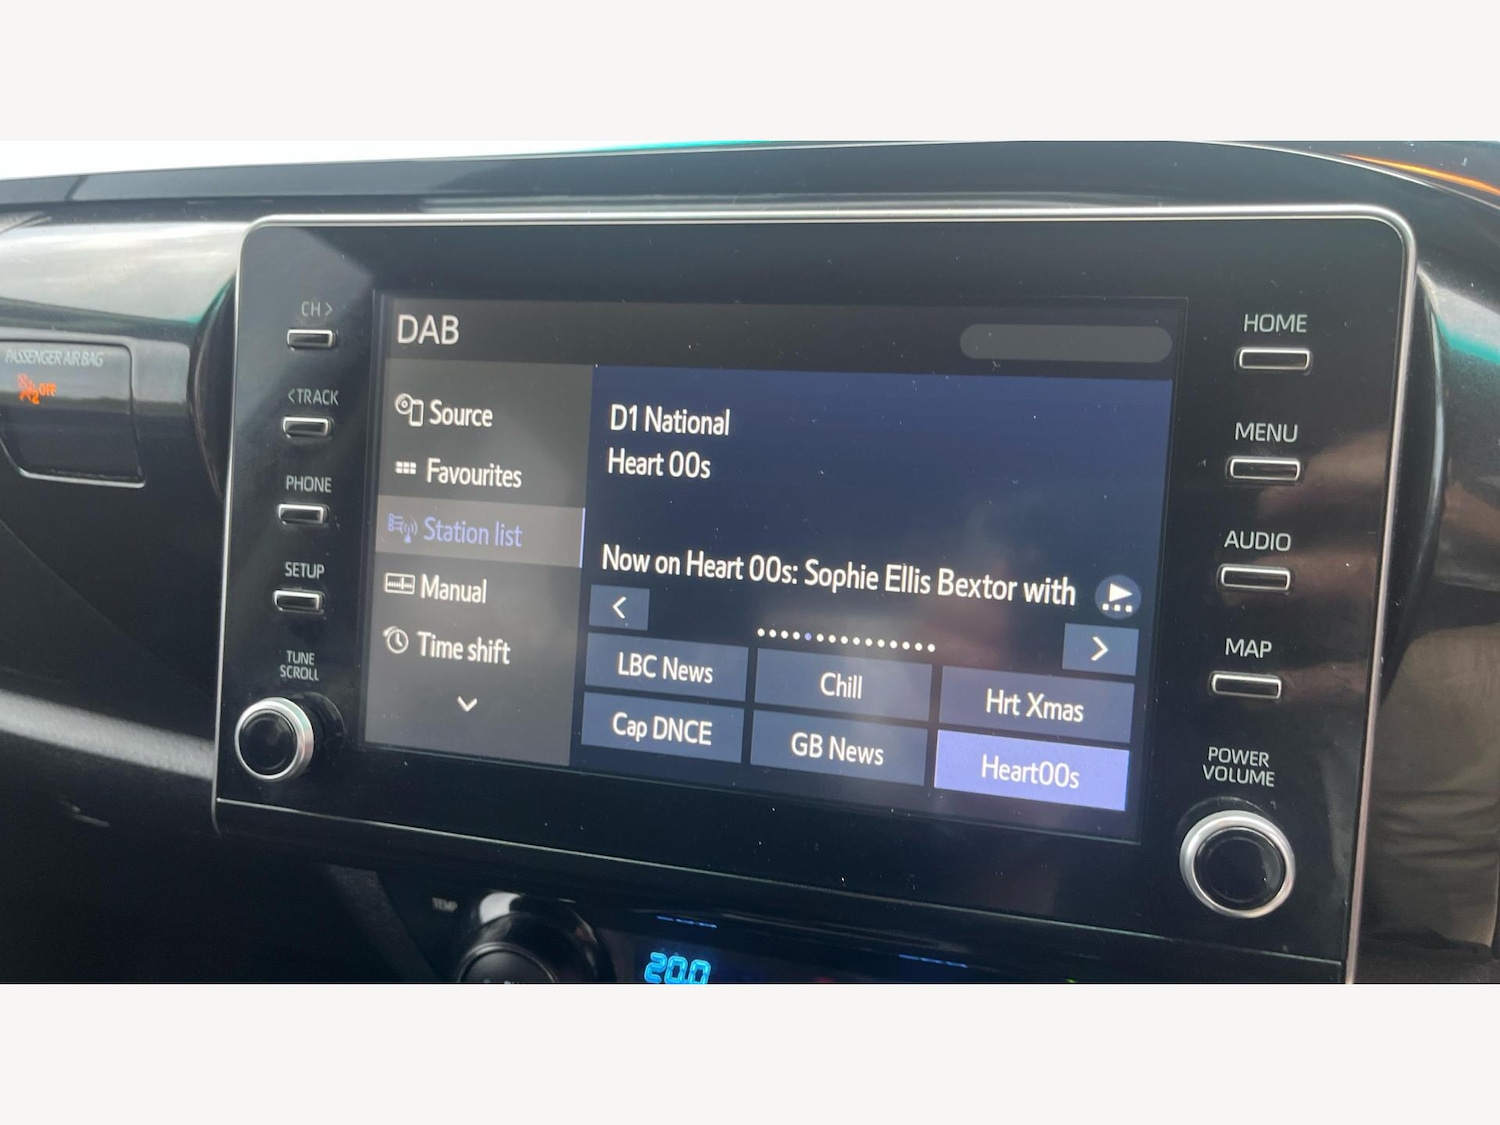 CH >
PASSENGER AIR BAG
OFF
< TRACK
PHONE
SETUP
TUNE
SCROLL
DAB
Source
Favourites
Station list
Manual
Time shift
D1 National
Heart 00s
Now on Heart 00s: Sophie Ellis Bextor with
LBC News
Chill
Hrt Xmas
Cap DNCE
GB News
Heart00s
HOME
MENU
AUDIO
MAP
POWER
VOLUME
TEMP
20.0